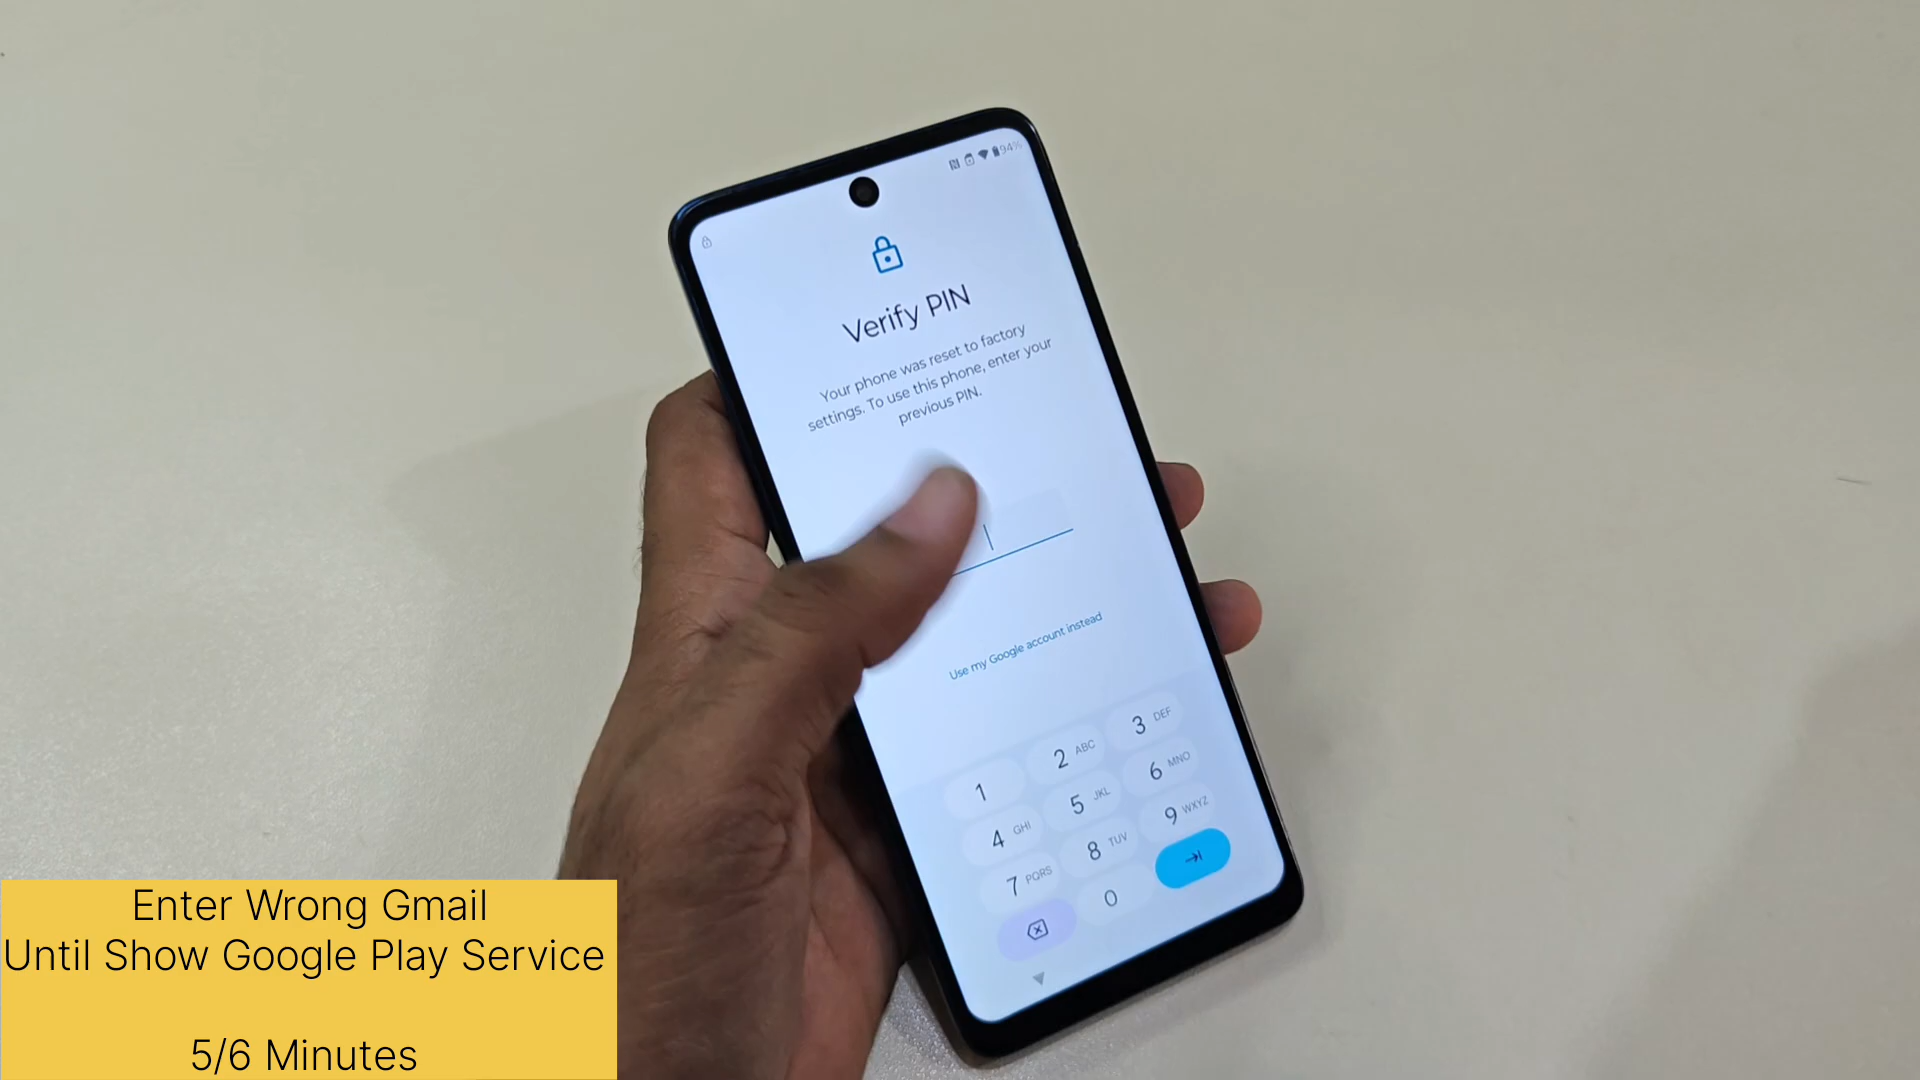 94%
Verify PIN
Your phone was reset to factory
settings. To use this phone, enter your
previous PIN.
Use my Google account instead
1
2 ABC
3 DEF
4 GHI
5 JKL
6 MNO
7 PQRS
8 TUV
9 WXYZ
0
Enter Wrong Gmail
Until Show Google Play Service
5/6 Minutes